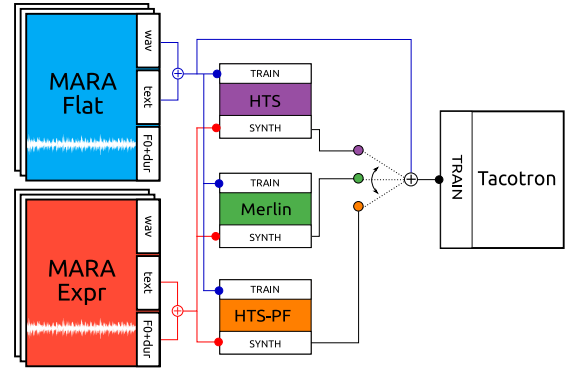 MARA
Flat
wav
text
F0+dur
MARA
Expr
wav
text
F0+dur
TRAIN
HTS
SYNTH
TRAIN
Merlin
SYNTH
TRAIN
HTS-PF
SYNTH
TRAIN
Tacotron